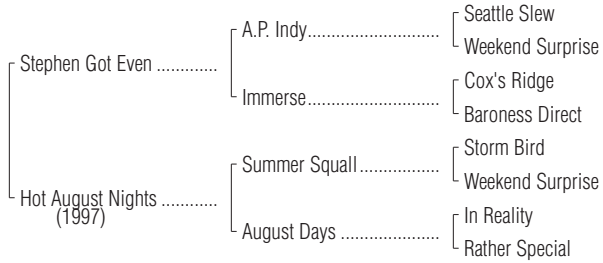 Seattle Slew
A.P. Indy..............................
Weekend Surprise
Stephen Got Even .............
Cox's Ridge
Immerse..............................
Baroness Direct
Storm Bird
Summer Squall..................
Weekend Surprise
Hot August Nights ............
(1997)
In Reality
August Days ......................
Rather Special